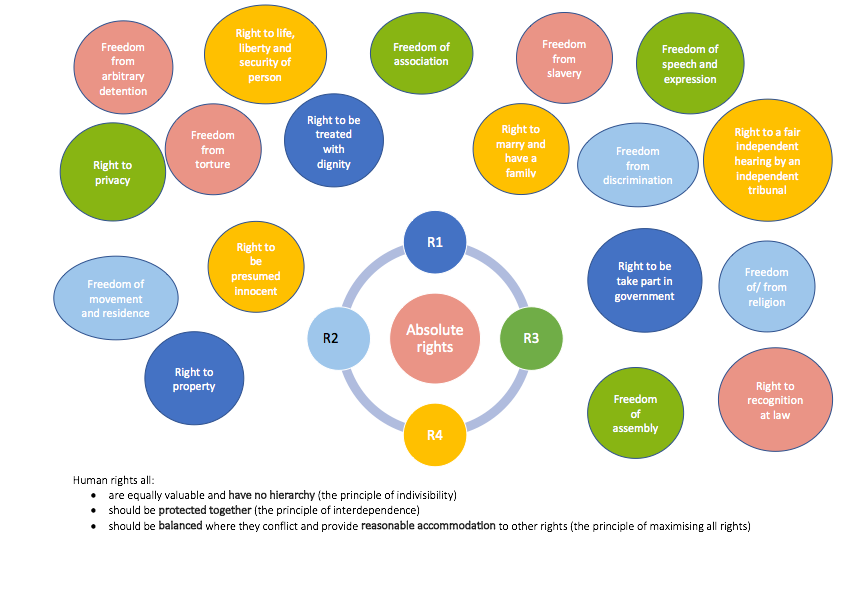 Freedom
from
arbitrary
detention
Right to life,
liberty and
security of
person
Freedom of
association
Freedom
from
slavery
Freedom of
speech and
expression
Right to
privacy
Freedom
from
torture
Right to be
treated
with
dignity
Right to
marry and
have a
family
Freedom
from
discrimination
Right to a fair
independent
hearing by an
independent
tribunal
Freedom of
movement
and residence
Right to
be
presumed
innocent
R1
R2
Absolute
rights
R3
R4
Right to be
take part in
government
Freedom
of/ from
religion
Right to
property
Freedom
of
assembly
Right to
recognition
at law
Human rights all:
• are equally valuable and have no hierarchy (the principle of indivisibility)
• should be protected together (the principle of interdependence)
• should be balanced where they conflict and provide reasonable accommodation to other rights (the principle of maximising all rights)